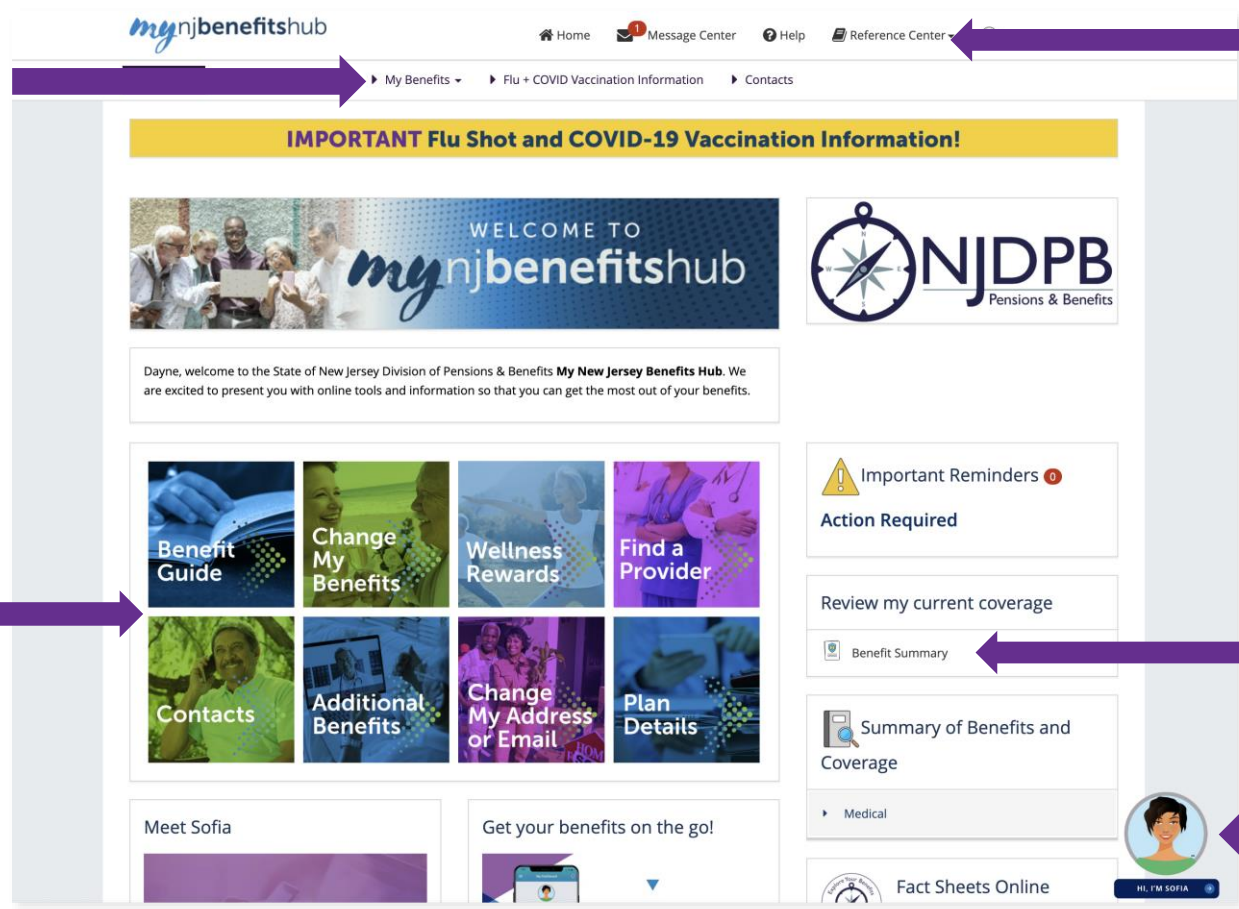 mynjbenefitshub
Home
1
Message Center
Help
Reference Center
My Benefits
Flu + COVID Vaccination Information
Contacts
IMPORTANT Flu Shot and COVID-19 Vaccination Information!
WELCOME TO
mynjbenefitshub
N
W
E
S
NJDPB
Pensions & Benefits
Dayne, welcome to the State of New Jersey Division of Pensions & Benefits My New Jersey Benefits Hub. We
are excited to present you with online tools and information so that you can get the most out of your benefits.
Benefit
Guide
Change
My
Benefits
Wellness
Rewards
Find a
Provider
Contacts
Additional
Benefits
Change
My Address
or Email
Plan
Details
Important Reminders 0
Action Required
Review my current coverage
Benefit Summary
Summary of Benefits and
Coverage
Medical
Meet Sofia
Get your benefits on the go!
Explore Your Benefits
Fact Sheets Online
HI, I'M SOFIA